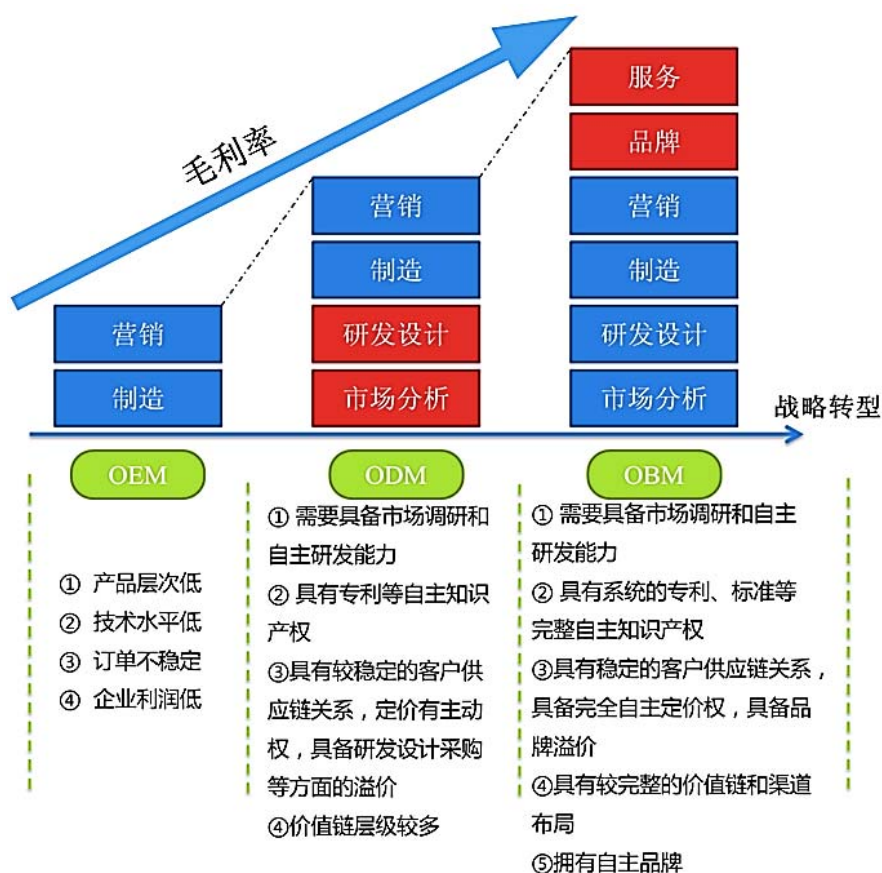 毛利率
服务
品牌
营销
制造
研发设计
市场分析
营销
制造
研发设计
市场分析
营销
制造
战略转型
OEM
① 产品层次低
② 技术水平低
③ 订单不稳定
④ 企业利润低
ODM
① 需要具备市场调研和
自主研发能力
② 具有专利等自主知识
产权
③具有较稳定的客户供
应链关系，定价有主动
权，具备研发设计采购
等方面的溢价
④价值链层级较多
OBM
① 需要具备市场调研和自主
研发能力
② 具有系统的专利、标准等
完整自主知识产权
③具有稳定的客户供应链关系，
具备完全自主定价权，具备品
牌溢价
④具有较完整的价值链和渠道
布局
⑤拥有自主品牌